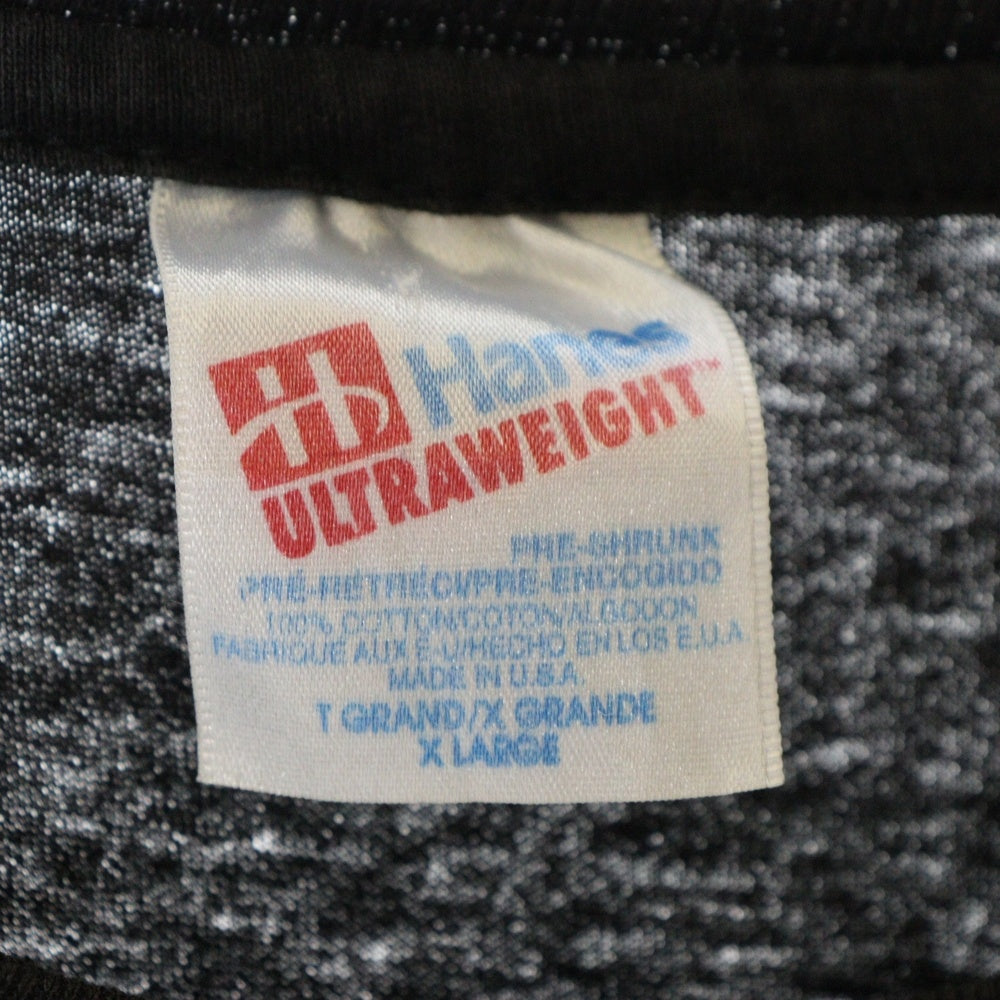 Hanes
ULTRAWEIGHT™
PRE-SHRUNK
PRÉ-RÉTRÉCI/PRE-ENCOGIDO
100% COTTON/COTON/ALGODON
FABRIQUÉ AUX É-U/HECHO EN LOS E.U.A.
MADE IN U.S.A.
T GRAND/X GRANDE
X LARGE